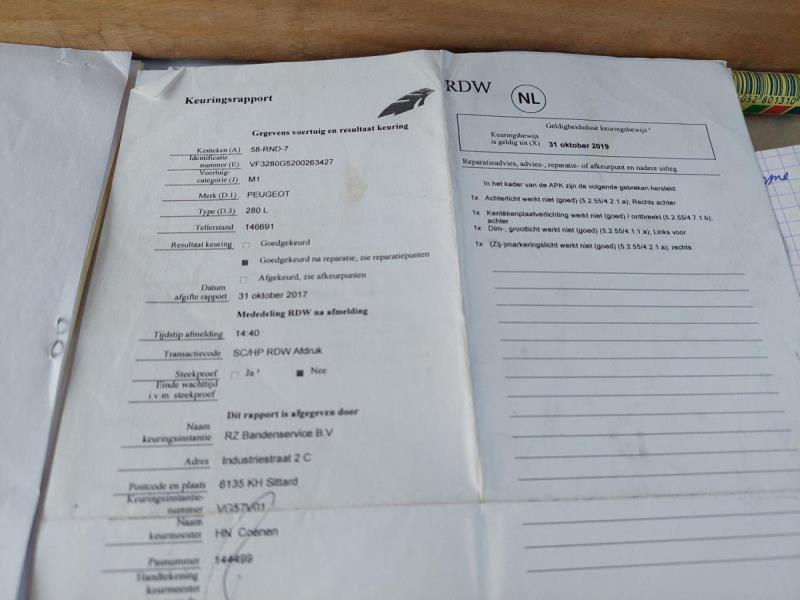 Keuringsrapport
Gegevens voertuig en resultaat keuring
Kenteken (A) 58-RND-7
Identificatie
nummer (E) VF3280G5200263427
Voertuig-
categorie (J) M1
Merk (D.1) PEUGEOT
Type (D.2) 280 L
Tellerstand 146691
Resultaat keuring Goedgekeurd
Goedgekeurd na reparatie, zie reparatiepunten
Afgekeurd, zie afkeurpunten
Datum
afgifte rapport 31 oktober 2017
Mededeling RDW na afmelding
Tijdstip afmelding 14:40
Transactiecode SC/HP RDW Afdruk
Steekproef Ja ¹ Nee
Einde wachttijd
i.v.m. steekproef
Dit rapport is afgegeven door
Naam
keuringsinstantie RZ Bandenservice B.V
Adres Industriestraat 2 C
Postcode en plaats 6135 KH Sittard
Keuringsinstantie-
nummer VG57V01
Naam
keurmeester HN Coenen
Pasnummer
Handtekening
keurmeester
RDW NL
Geldigheidsduur keuringsbewijs ¹
Keuringsbewijs
is geldig tot (X) 31 oktober 2019
Reparatieadvies, advies-, reparatie- of afkeurpunt en nadere uitleg
In het kader van de APK zijn de volgende gebreken hersteld:
1x Achterlicht werkt niet (goed) (5.2.55/4.2.1.a); Rechts achter
1x Kentekenplaatverlichting werkt niet (goed) / ontbreekt (5.2.55/4.7.1.b);
achter
1x Dim-, grootlicht werkt niet (goed) (5.2.55/4.1.1.a); Links voor
1x (Zij-)markeringslicht werkt niet (goed) (5.2.55/4.2.1.a); rechts
052 801310